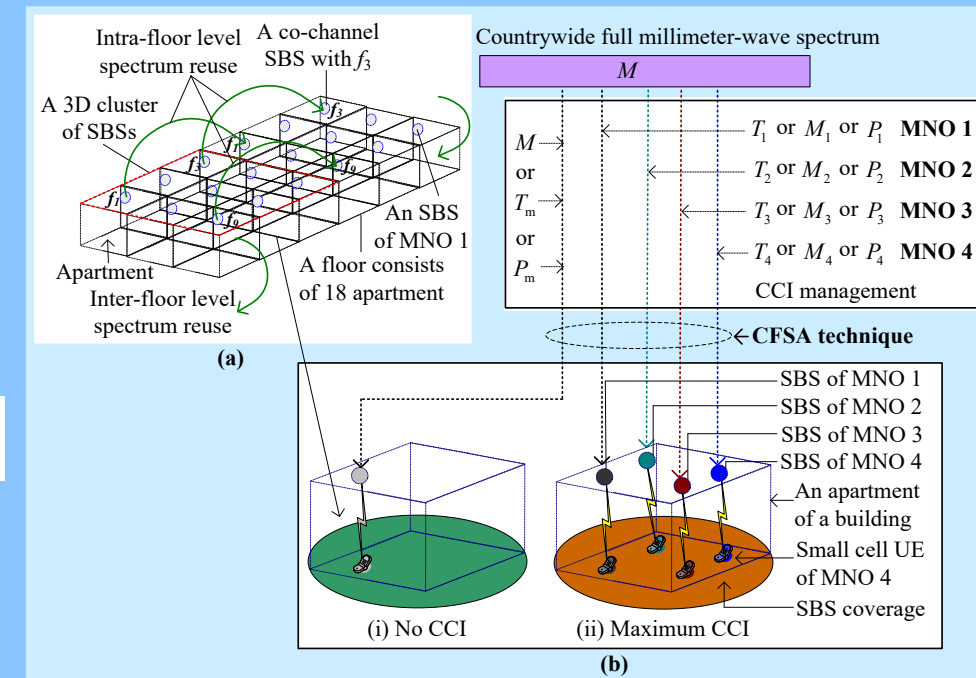 Intra-floor level
spectrum reuse
A co-channel
SBS with f3
A 3D cluster
of SBSs
f3
f1
f3
f9
f1
f9
An SBS
of MNO 1
Apartment
A floor consists
of 18 apartment
Inter-floor level
spectrum reuse
(a)
Countrywide full millimeter-wave spectrum
M
M
or
Tm
or
Pm
T1 or M1 or P1 MNO 1
T2 or M2 or P2 MNO 2
T3 or M3 or P3 MNO 3
T4 or M4 or P4 MNO 4
CCI management
CFSA technique
SBS of MNO 1
SBS of MNO 2
SBS of MNO 3
SBS of MNO 4
An apartment
of a building
Small cell UE
of MNO 4
SBS coverage
(i) No CCI
(ii) Maximum CCI
(b)